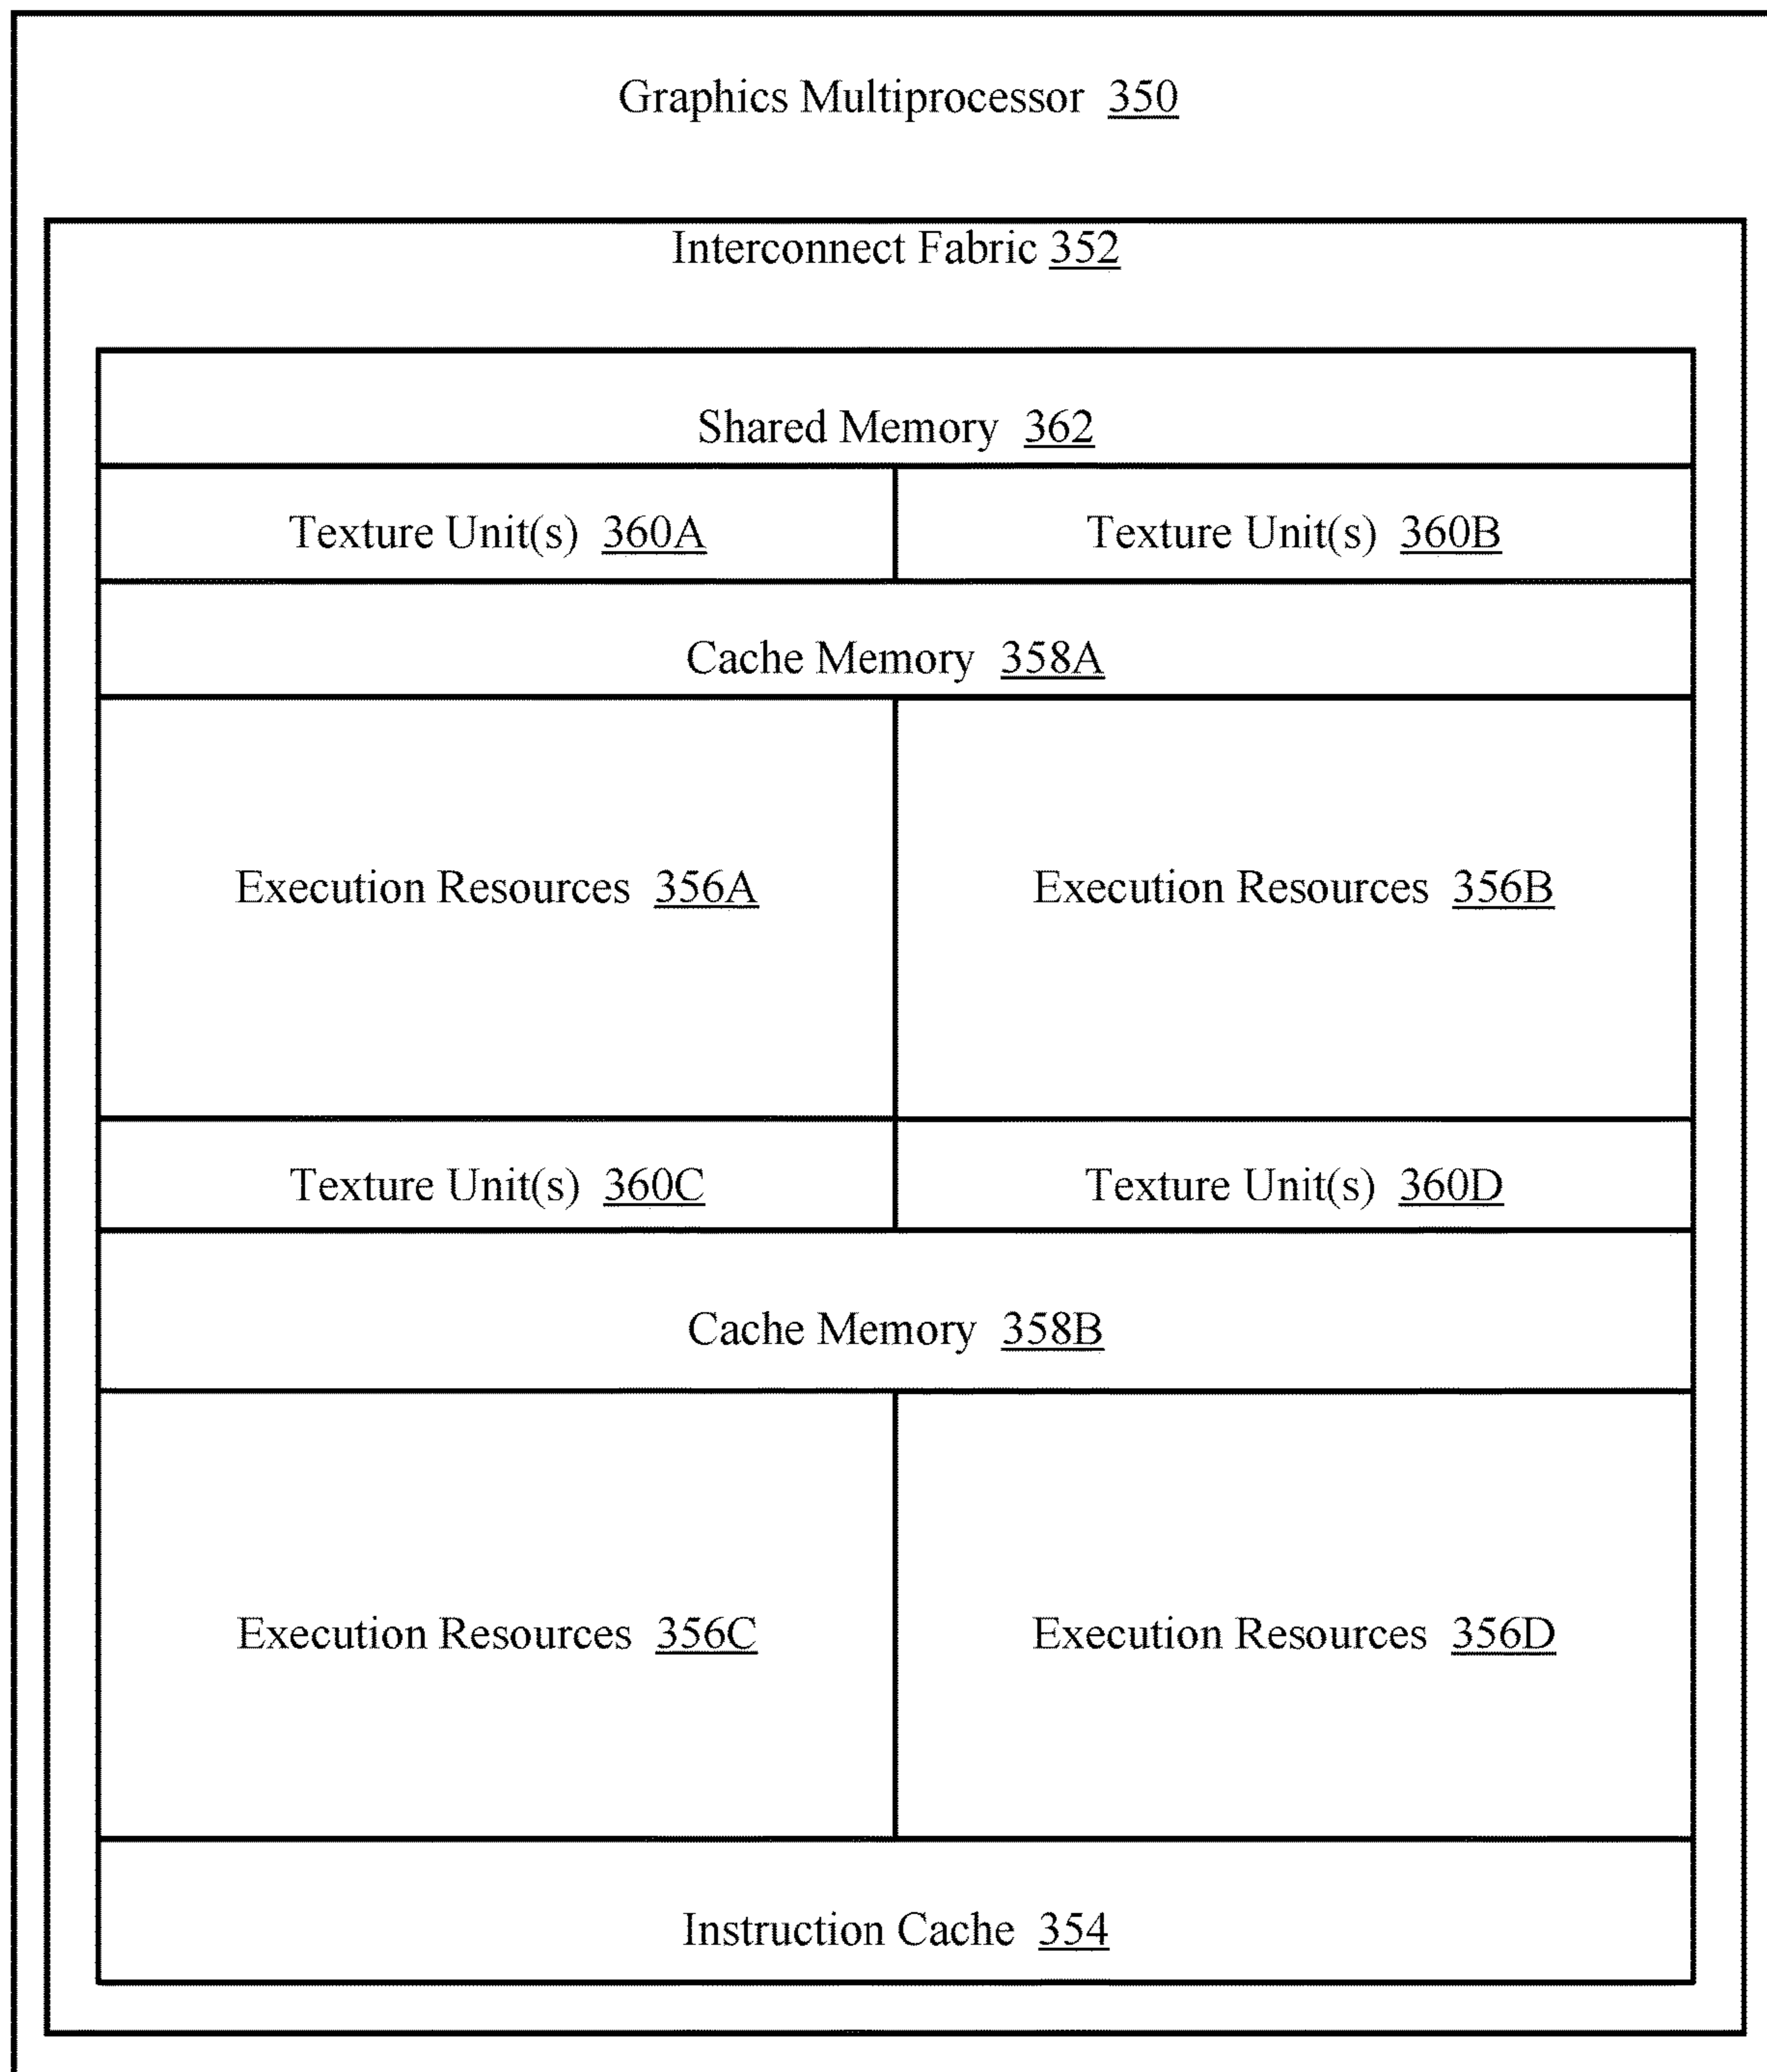 Graphics Multiprocessor 350
Interconnect Fabric 352
Shared Memory 362
Texture Unit(s) 360A
Texture Unit(s) 360B
Cache Memory 358A
Execution Resources 356A
Execution Resources 356B
Texture Unit(s) 360C
Texture Unit(s) 360D
Cache Memory 358B
Execution Resources 356C
Execution Resources 356D
Instruction Cache 354